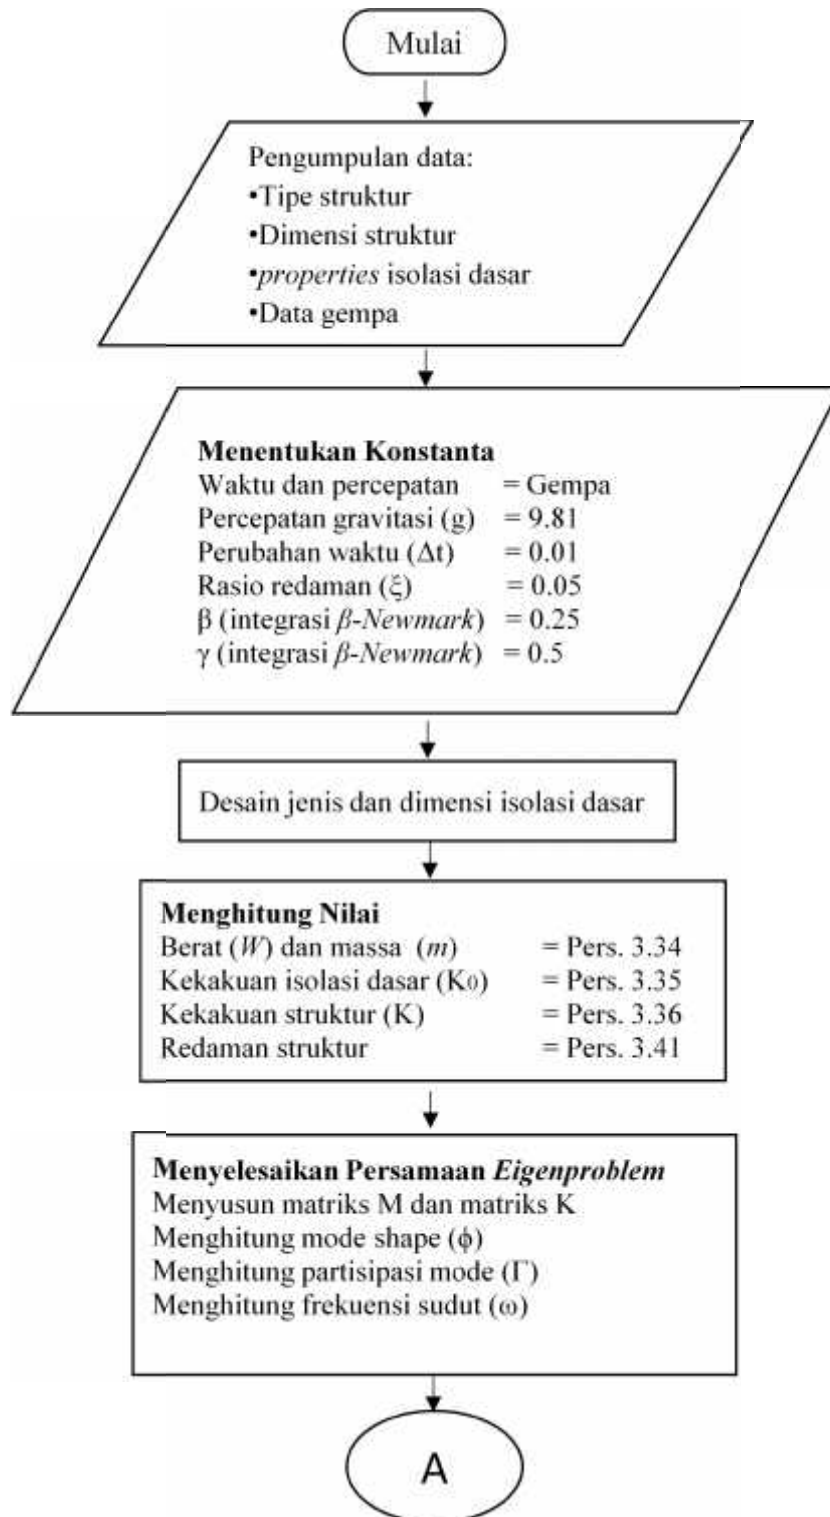 Mulai
Pengumpulan data:
•Tipe struktur
•Dimensi struktur
•properties isolasi dasar
•Data gempa
Menentukan Konstanta
Waktu dan percepatan = Gempa
Percepatan gravitasi (g) = 9.81
Perubahan waktu (Δt) = 0.01
Rasio redaman (ξ) = 0.05
β (integrasi β-Newmark) = 0.25
γ (integrasi β-Newmark) = 0.5
Desain jenis dan dimensi isolasi dasar
Menghitung Nilai
Berat (W) dan massa (m) = Pers. 3.34
Kekakuan isolasi dasar (K0) = Pers. 3.35
Kekakuan struktur (K) = Pers. 3.36
Redaman struktur = Pers. 3.41
Menyelesaikan Persamaan Eigenproblem
Menyusun matriks M dan matriks K
Menghitung mode shape (ϕ)
Menghitung partisipasi mode (Γ)
Menghitung frekuensi sudut (ω)
A